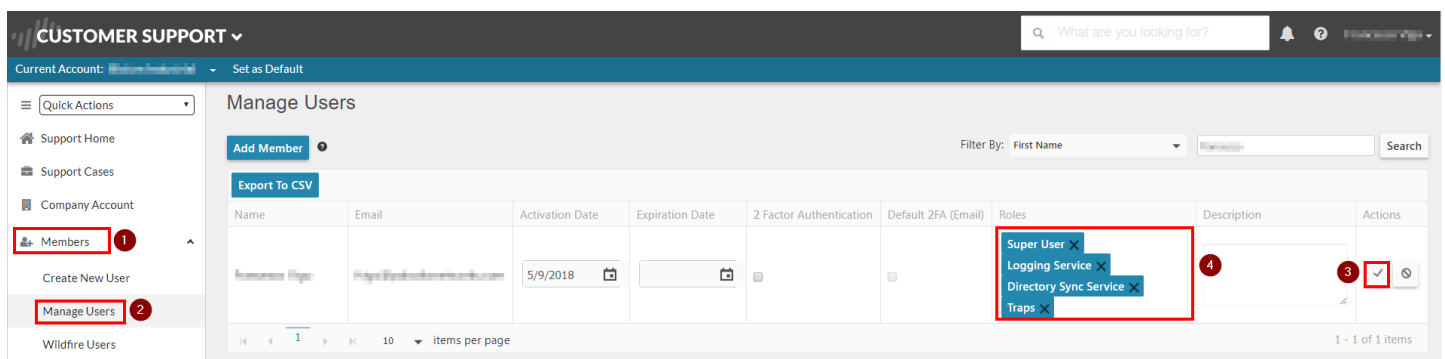 CUSTOMER SUPPORT
What are you looking for?
Current Account:
Set as Default
Quick Actions
Manage Users
Support Home
Add Member
Filter By: First Name
Search
Support Cases
Export To CSV
Company Account
Name Email Activation Date Expiration Date 2 Factor Authentication Default 2FA (Email) Roles Description Actions
Members 1
Super User
Logging Service
4
Create New User
5/9/2018
3
Directory Sync Service
Manage Users 2
Traps
Wildfire Users
1 10 items per page
1 - 1 of 1 items